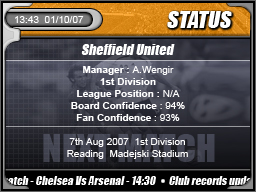 13:43 01/10/07
STATUS
Sheffield United
Manager : A.Wengir
1st Division
League Position : N/A
Board Confidence : 94%
Fan Confidence : 93%
NEXT MATCH
7th Aug 2007 1st Division
Reading Madejski Stadium
atch - Chelsea Vs Arsenal - 14:30 • Club records upd